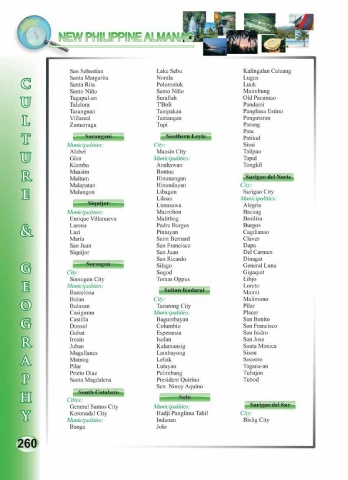 NEW PHILIPPINE ALMANAC
CULTURE & GEOGRAPHY
San Sebastian
Santa Margarita
Santa Rita
Santo Niño
Tagapul-an
Talalora
Tarangnan
Villareal
Zumarraga
Sarangani
Municipalities:
Alabel
Glan
Kiamba
Maasim
Maitum
Malapatan
Malungon
Siquijor
Municipalities:
Enrique Villanueva
Larena
Lazi
Maria
San Juan
Siquijor
Sorsogon
City:
Sorsogon City
Municipalities:
Barcelona
Bulan
Bulusan
Casiguran
Castilla
Donsol
Gubat
Irosin
Juban
Magallanes
Matnog
Pilar
Prieto Diaz
Santa Magdalena
South Cotabato
Cities:
General Santos City
Koronadal City
Municipalities:
Banga
Lake Sebu
Norala
Polomolok
Santo Niño
Surallah
T'Boli
Tampakan
Tantangan
Tupi
Southern Leyte
City:
Maasin City
Municipalities:
Anahawan
Bontoc
Hinunangan
Hinundayan
Libagon
Liloan
Limasawa
Macrohon
Malitbog
Padre Burgos
Pintuyan
Saint Bernard
San Francisco
San Juan
San Ricardo
Silago
Sogod
Tomas Oppus
Sultan Kudarat
City:
Tacurong City
Municipalities:
Bagumbayan
Columbio
Esperanza
Isulan
Kalamansig
Lambayong
Lebak
Lutayan
Palimbang
President Quirino
Sen. Ninoy Aquino
Sulu
Municipalities:
Hadji Panglima Tahil
Indanan
Jolo
Kalingalan Caluang
Lugus
Luuk
Maimbung
Old Panamao
Pandami
Panglima Estino
Pangutaran
Parang
Pata
Patikul
Siasi
Talipao
Tapul
Tongkil
Surigao del Norte
City:
Surigao City
Municipalities:
Alegria
Bacuag
Basilisa
Burgos
Cagdianao
Claver
Dapa
Del Carmen
Dinagat
General Luna
Gigaquit
Libjo
Loreto
Mainit
Malimono
Pilar
Placer
San Benito
San Francisco
San Isidro
San Jose
Santa Monica
Sison
Socorro
Tagana-an
Tubajon
Tubod
Surigao del Sur
City:
Bislig City
260